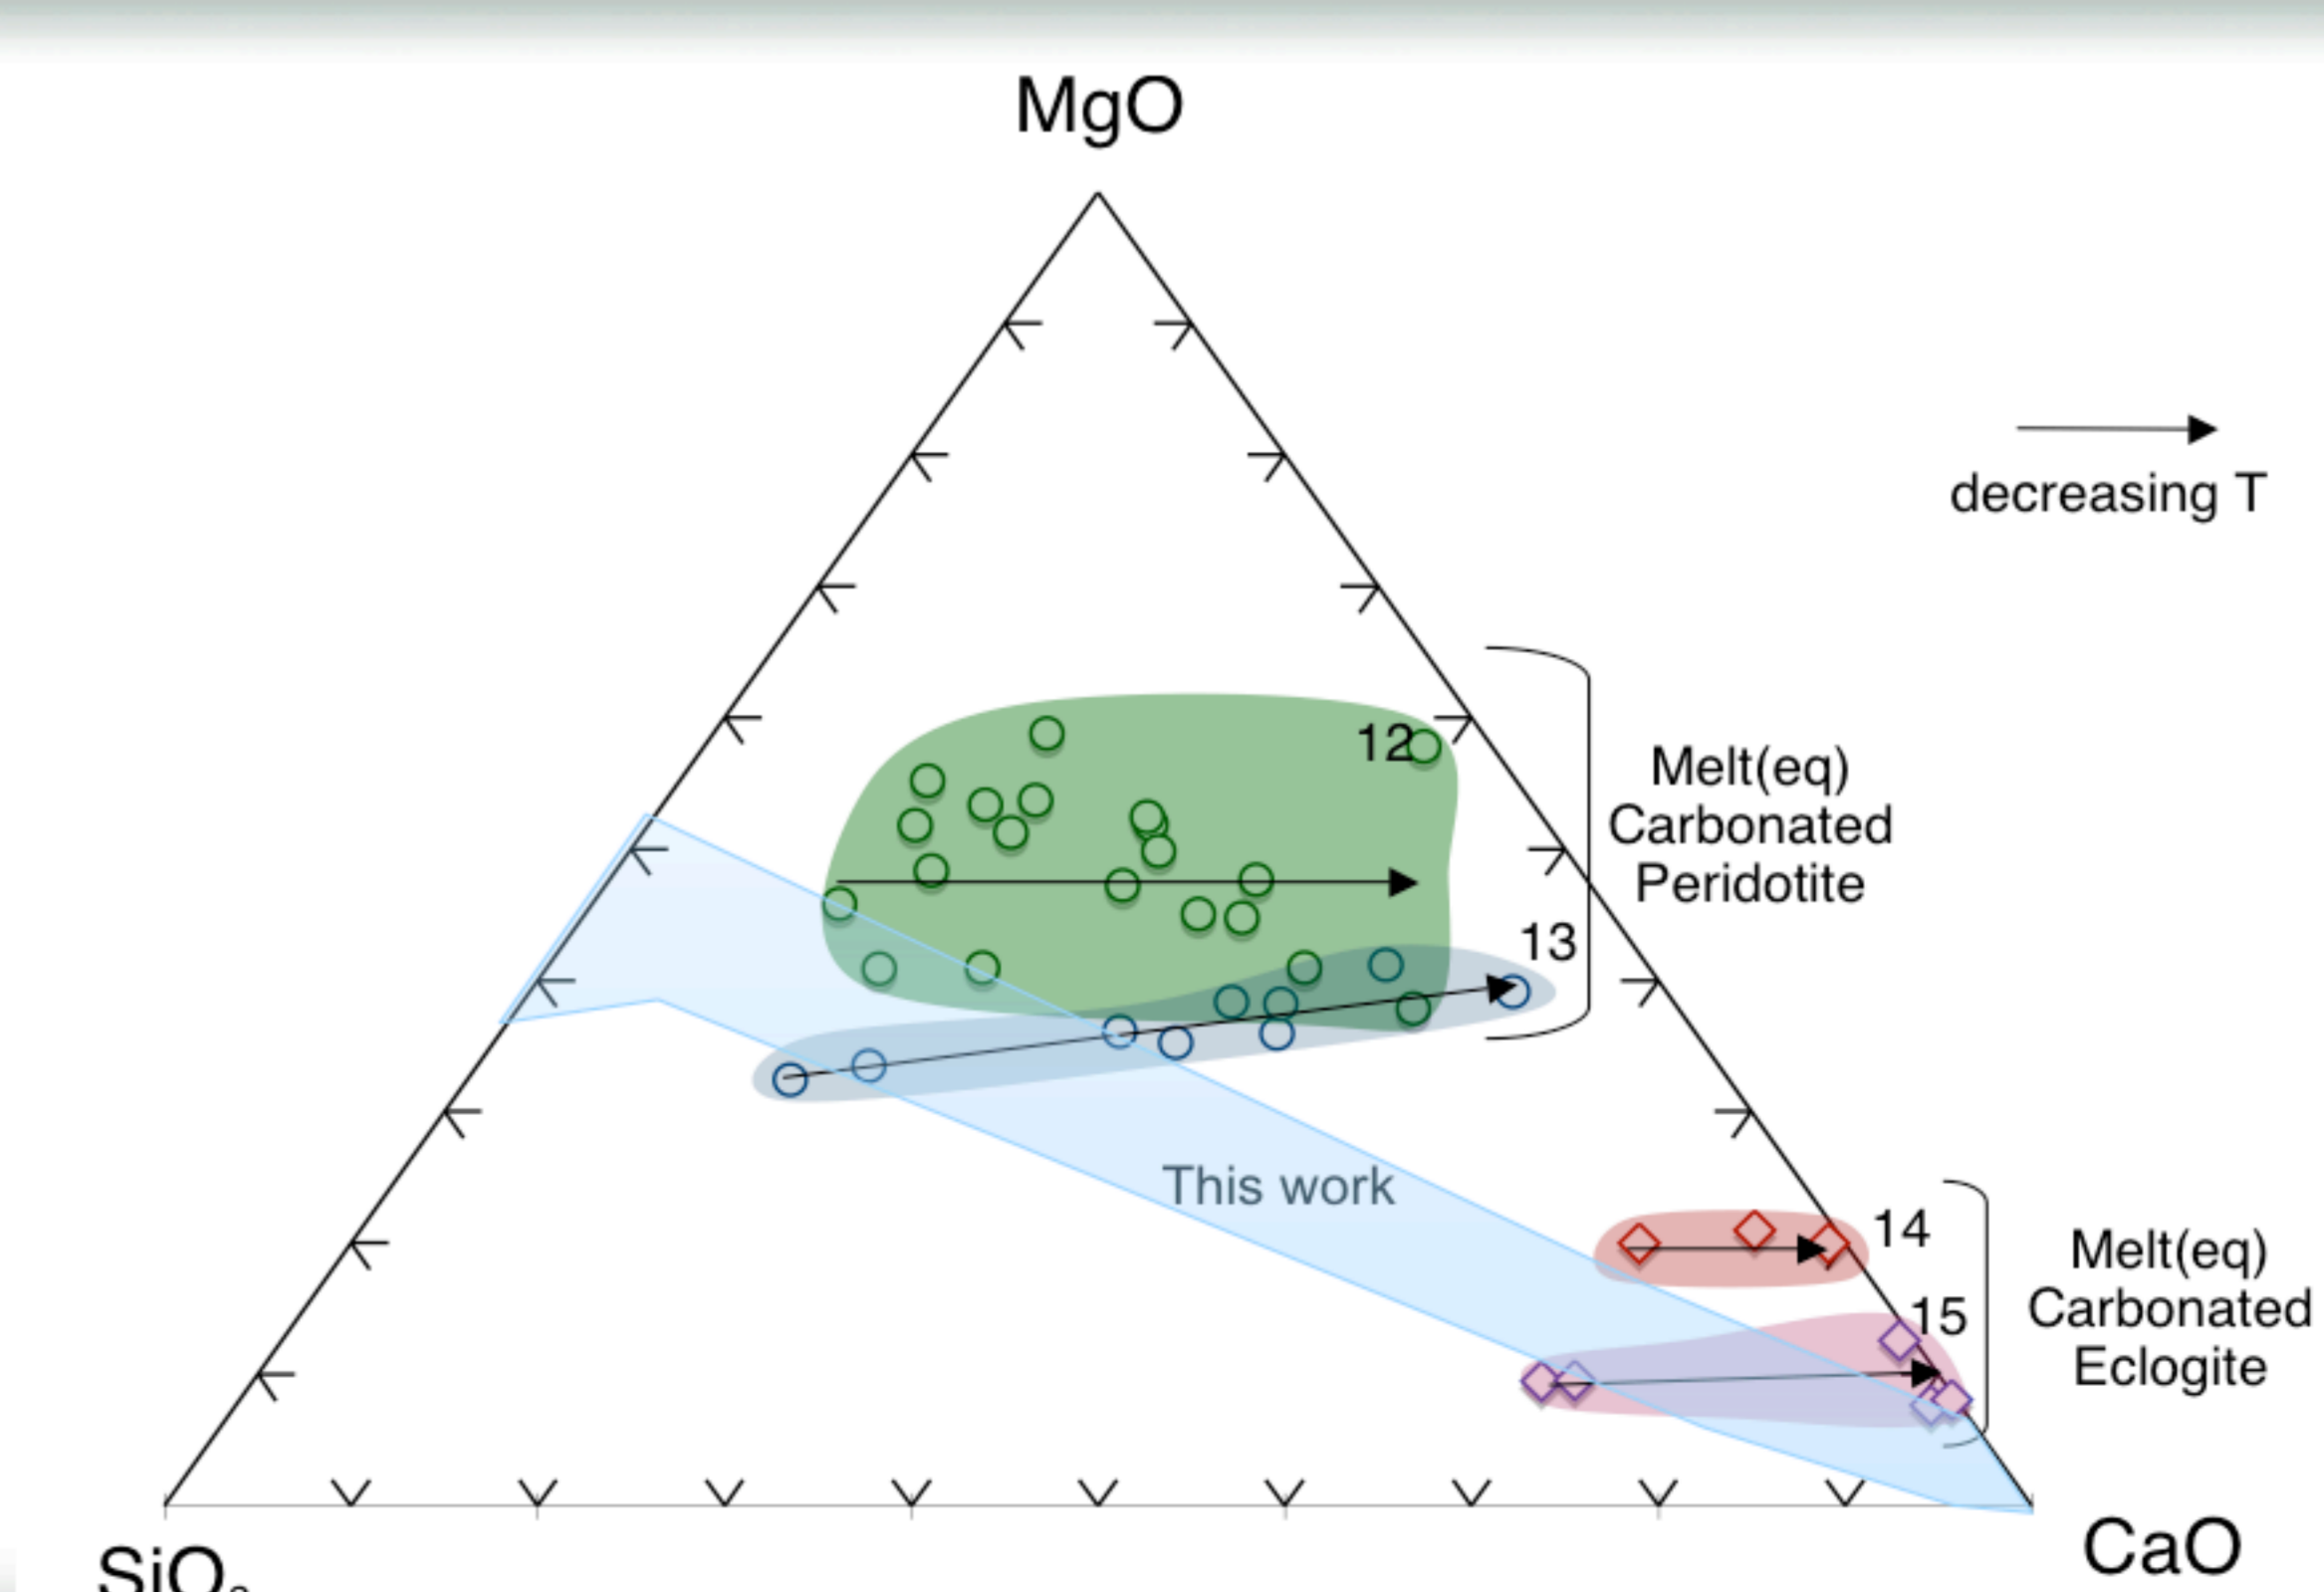 MgO
decreasing T
12
Melt(eq)
Carbonated
Peridotite
13
This work
14
Melt(eq)
Carbonated
Eclogite
15
SiO₂
CaO